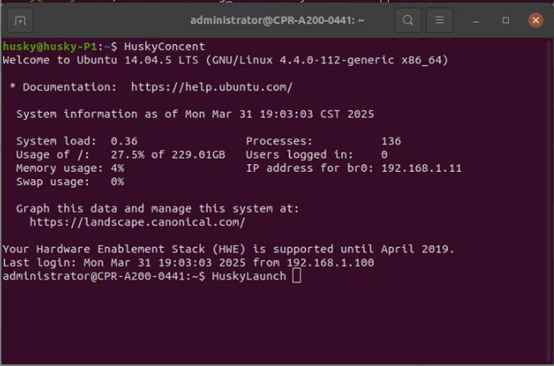 administrator@CPR-A200-0441: ~
husky@husky-P1:~$ HuskyConcent
Welcome to Ubuntu 14.04.5 LTS (GNU/Linux 4.4.0-112-generic x86_64)
* Documentation:  https://help.ubuntu.com/
System information as of Mon Mar 31 19:03:03 CST 2025
System load:  0.36    Processes:    136
Usage of /:   27.5% of 229.01GB   Users logged in:   0
Memory usage: 4%    IP address for br0: 192.168.1.11
Swap usage:   0%
Graph this data and manage this system at:
https://landscape.canonical.com/
Your Hardware Enablement Stack (HWE) is supported until April 2019.
Last login: Mon Mar 31 19:03:03 2025 from 192.168.1.100
administrator@CPR-A200-0441:~$ HuskyLaunch